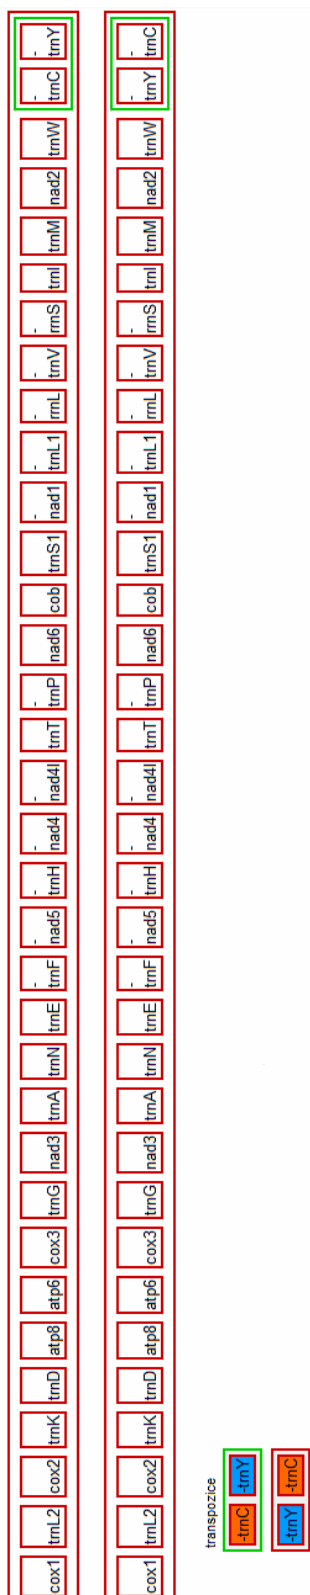 cox1 trnL2 cox2 trnK trnD atp8 atp6 cox3 trnG nad3 trnA trnN trnE -trnF -nad5 -trnH -nad4 -nad4l trnT -trnP nad6 cob trnS1 -nad1 -trnL1 -rrnL -trnV -rrnS trnI trnM nad2 trnW -trnC -trnY
cox1 trnL2 cox2 trnK trnD atp8 atp6 cox3 trnG nad3 trnA trnN trnE -trnF -nad5 -trnH -nad4 -nad4l trnT -trnP nad6 cob trnS1 -nad1 -trnL1 -rrnL -trnV -rrnS trnI trnM nad2 trnW -trnY -trnC
transpozice
-trnC -trnY
-trnY -trnC